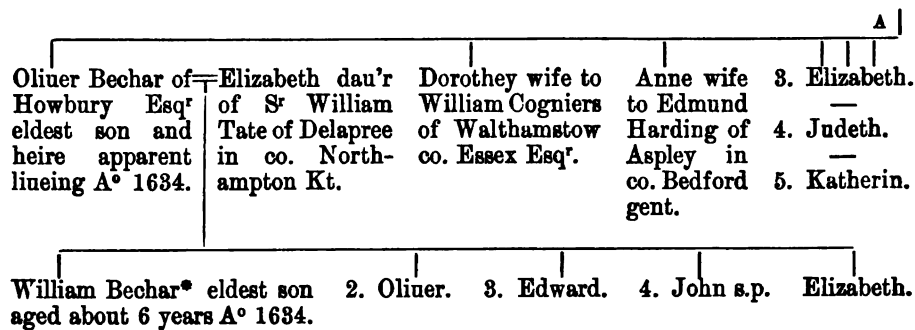 A
Oliuer Bechar of
Howbury Esqʳ
eldest son and
heire apparent
liueing Aº 1634.
Elizabeth dau'r
of Sʳ William
Tate of Delapree
in co. North-
ampton Kt.
Dorothey wife to
William Cogniers
of Walthamstow
co. Essex Esqʳ.
Anne wife
to Edmund
Harding of
Aspley in
co. Bedford
gent.
3. Elizabeth.
—
4. Judeth.
—
5. Katherin.
William Bechar* eldest son
aged about 6 years Aº 1634.
2. Oliuer.
3. Edward.
4. John s.p.
Elizabeth.